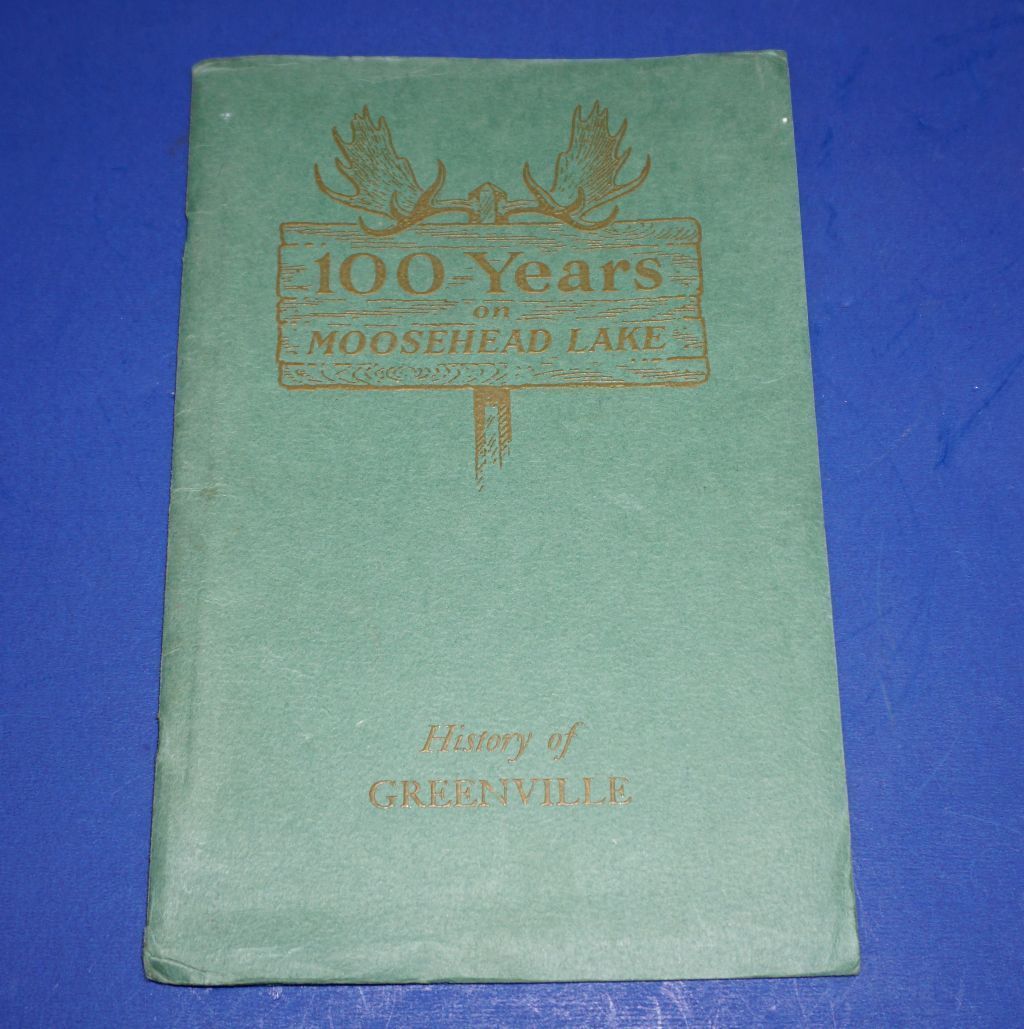 100 Years
on
MOOSEHEAD LAKE
History of
GREENVILLE